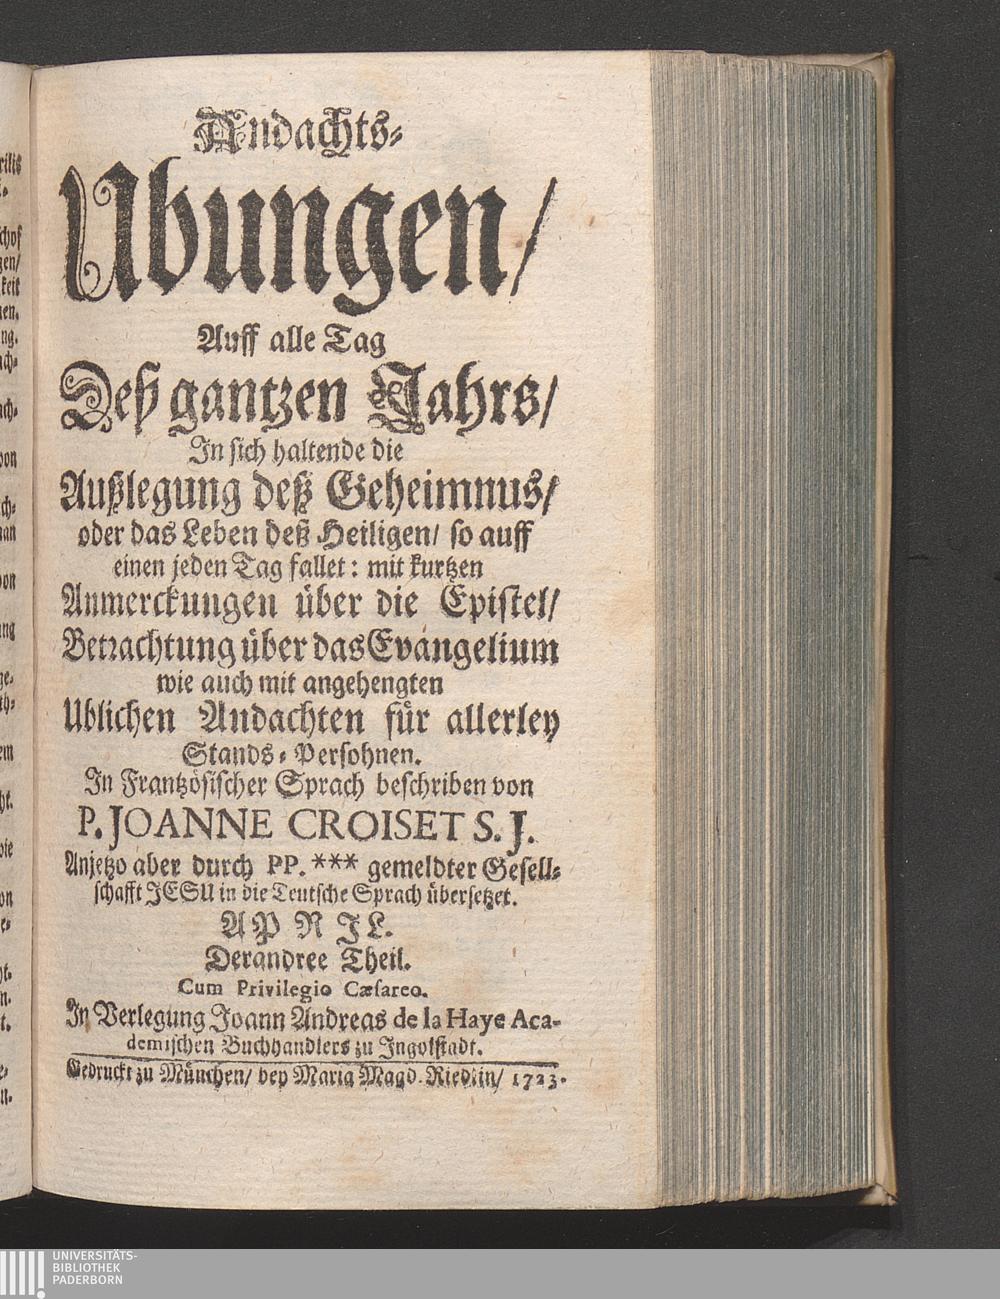 Andachts-
Ubungen/
Auff alle Tag
Deß gantzen Jahrs/
In sich haltende die
Außlegung deß Geheimnus/
oder das Leben deß Heiligen/ so auff
einen jeden Tag fallet: mit kurtzen
Anmerckungen über die Epistel/
Betrachtung über das Evangelium
wie auch mit angehengten
Ublichen Andachten für allerley
Stands-Persohnen.
In Frantzösischer Sprach beschriben von
P. JOANNE CROISET S. J.
Anjetzo aber durch PP. *** gemeldter Gesell-
schafft JESU in die Teutsche Sprach übersetzet.
APRIL.
Der andree Theil.
Cum Privilegio Cæsareo.
In Verlegung Joann Andreas de la Haye Aca-
demischen Buchhandlers zu Ingolstadt.
Gedruckt zu München/ bey Maria Magd. Riedlin/ 1723.
UNIVERSITÄTS-
BIBLIOTHEK
PADERBORN